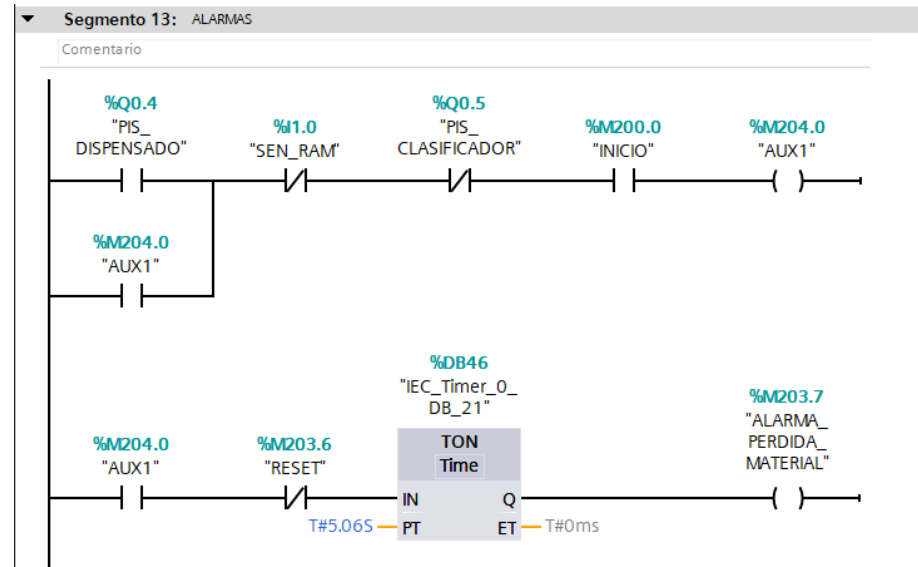 Segmento 13: ALARMAS
Comentario
%Q0.4
"PIS_
DISPENSADO"
%I1.0
"SEN_RAM"
%Q0.5
"PIS_
CLASIFICADOR"
%M200.0
"INICIO"
%M204.0
"AUX1"
%M204.0
"AUX1"
%DB46
"IEC_Timer_0_
DB_21"
%M204.0
"AUX1"
%M203.6
"RESET"
TON
Time
IN
Q
T#5.06S
PT
ET
T#0ms
%M203.7
"ALARMA_
PERDIDA_
MATERIAL"